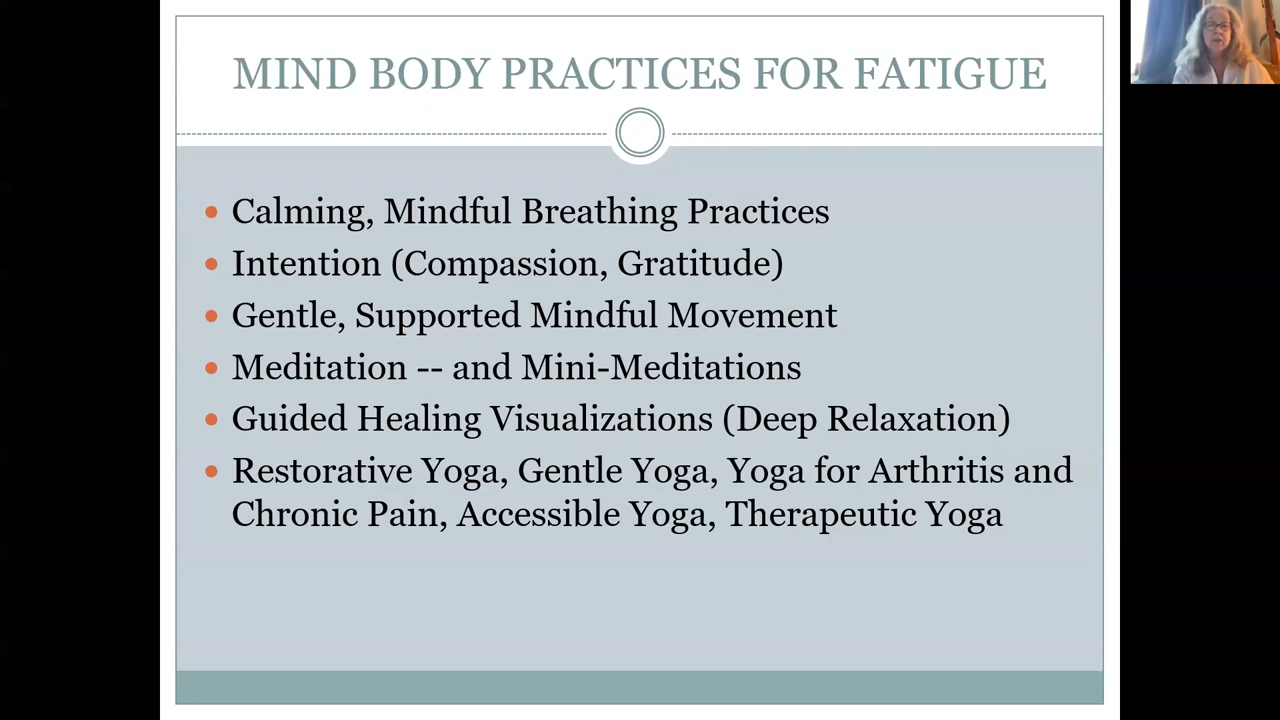 MIND BODY PRACTICES FOR FATIGUE
Calming, Mindful Breathing Practices
Intention (Compassion, Gratitude)
Gentle, Supported Mindful Movement
Meditation -- and Mini-Meditations
Guided Healing Visualizations (Deep Relaxation)
Restorative Yoga, Gentle Yoga, Yoga for Arthritis and
Chronic Pain, Accessible Yoga, Therapeutic Yoga